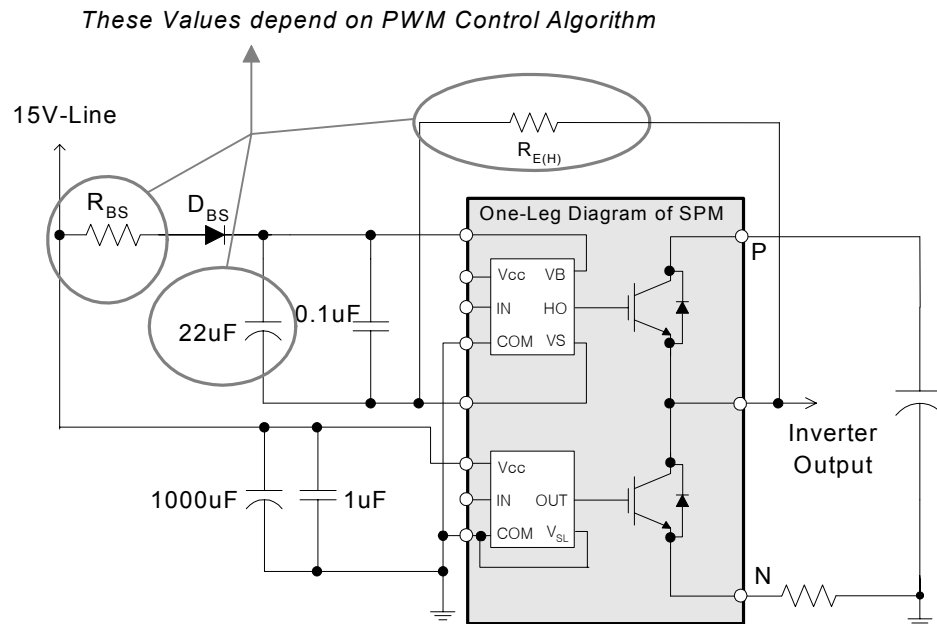 These Values depend on PWM Control Algorithm
15V-Line
R_E(H)
R_BS
D_BS
One-Leg Diagram of SPM
P
Vcc VB
IN HO
COM VS
22uF
0.1uF
Inverter
Output
Vcc
IN OUT
COM V_SL
1000uF
1uF
N